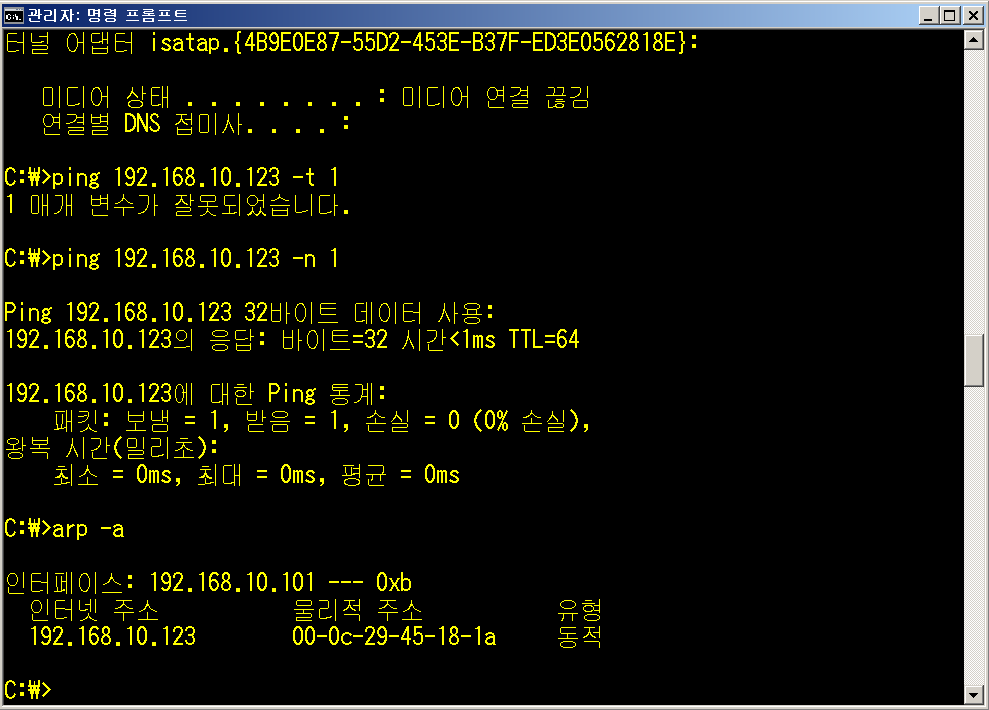 관리자: 명령 프롬프트
터널 어댑터 isatap.{4B9E0E87-55D2-453E-B37F-ED3E0562818E}:
미디어 상태 . . . . . . . . : 미디어 연결 끊김
연결별 DNS 접미사. . . . :
C:\>ping 192.168.10.123 -t 1
1 매개 변수가 잘못되었습니다.
C:\>ping 192.168.10.123 -n 1
Ping 192.168.10.123 32바이트 데이터 사용:
192.168.10.123의 응답: 바이트=32 시간<1ms TTL=64
192.168.10.123에 대한 Ping 통계:
패킷: 보냄 = 1, 받음 = 1, 손실 = 0 (0% 손실),
왕복 시간(밀리초):
최소 = 0ms, 최대 = 0ms, 평균 = 0ms
C:\>arp -a
인터페이스: 192.168.10.101 --- 0xb
인터넷 주소 물리적 주소 유형
192.168.10.123 00-0c-29-45-18-1a 동적
C:\>